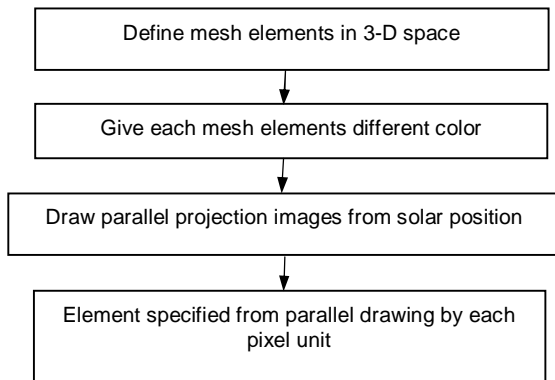 Define mesh elements in 3-D space
Give each mesh elements different color
Draw parallel projection images from solar position
Element specified from parallel drawing by each
pixel unit